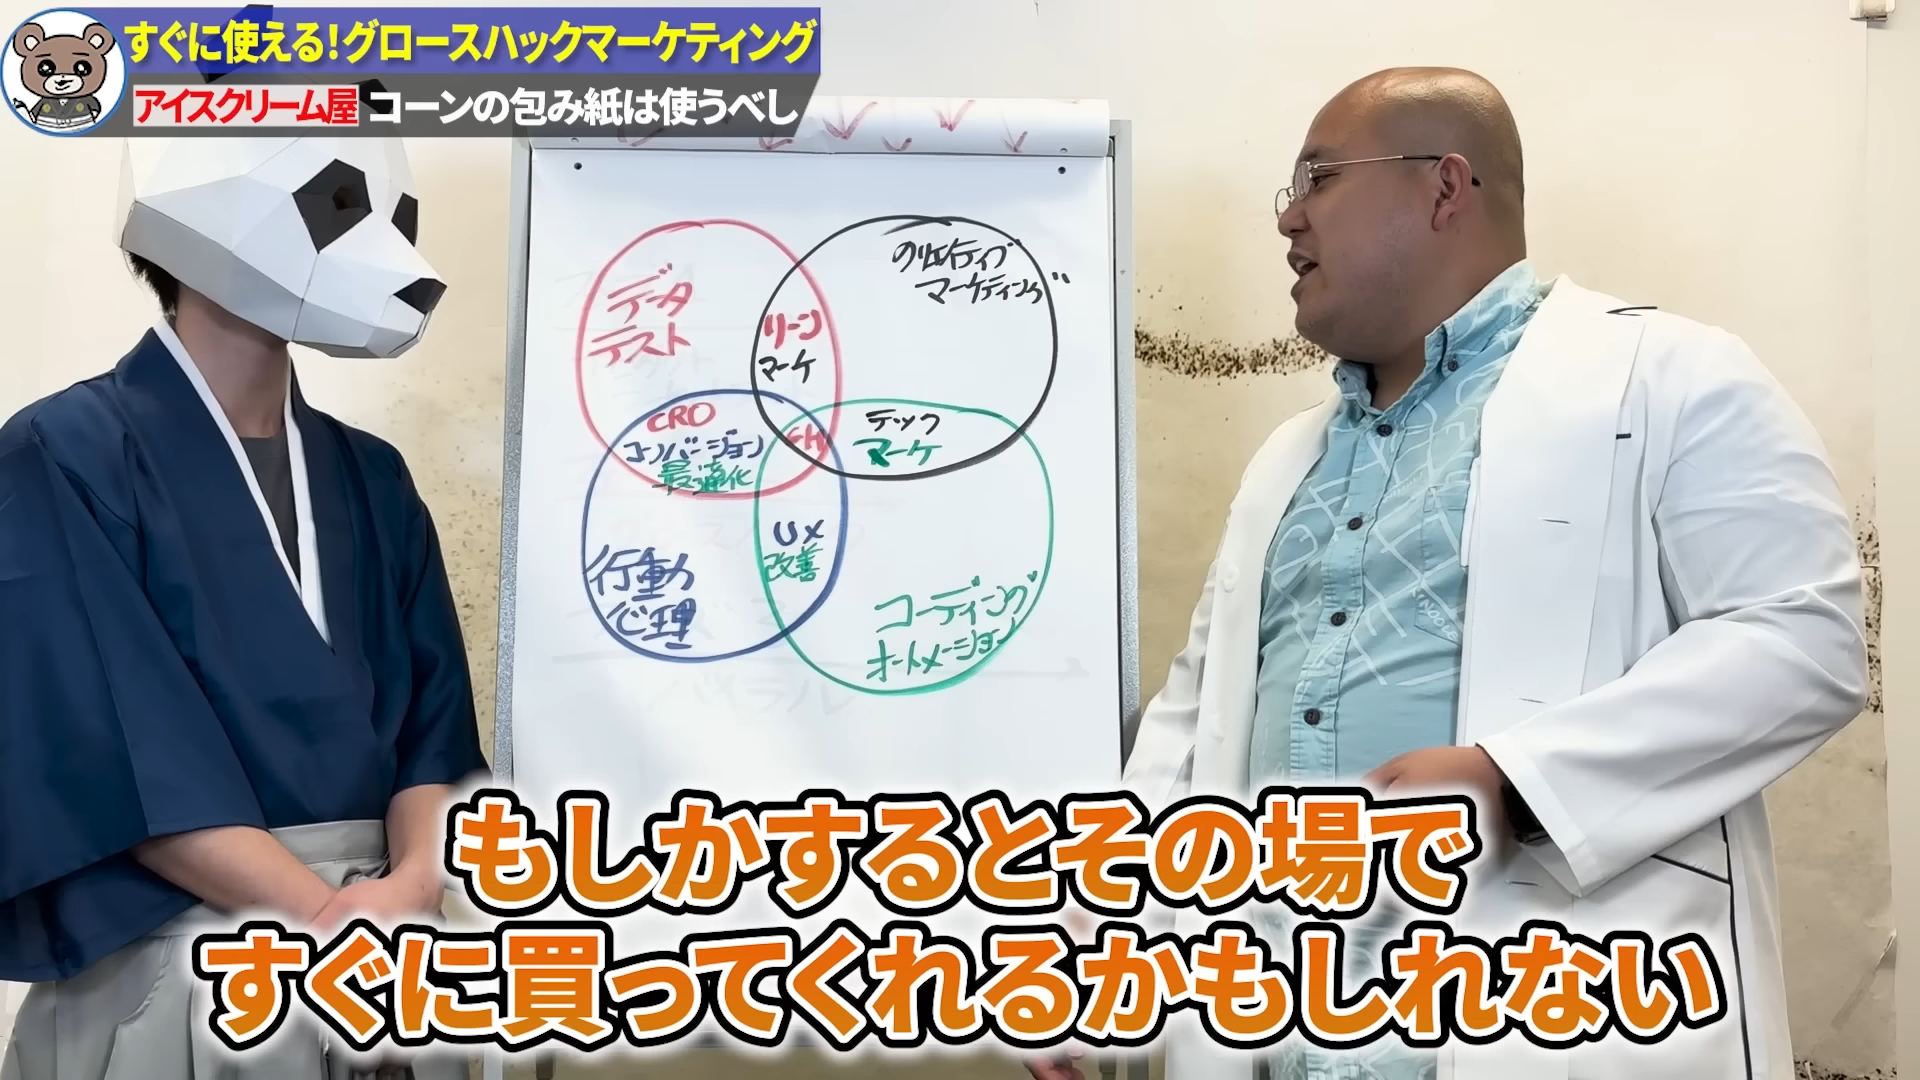 すぐに使える!グロースハックマーケティング
アイスクリーム屋 コーンの包み紙は使うべし
データ
テスト
クリエイティブ
マーケティング
リーン
マーケ
CRO
コンバージョン
最適化
GH
テック
マーケ
UX
改善
行動
心理
コーディング
オートメーション
バイラル
もしかするとその場で
すぐに買ってくれるかもしれない